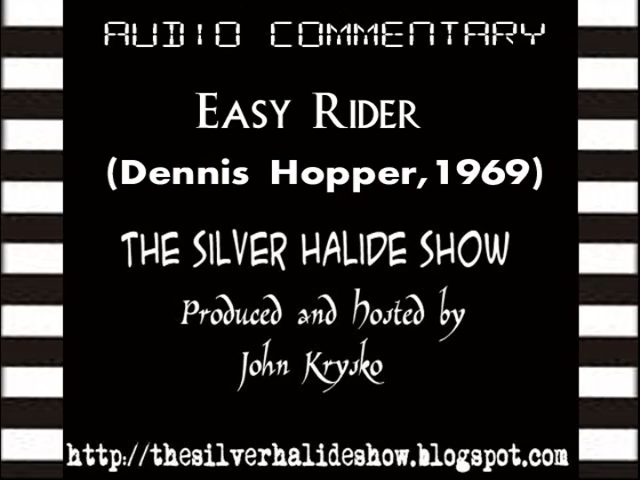 AUDIO COMMENTARY
EASY RIDER
(Dennis Hopper,1969)
THE SILVER HALIDE SHOW
Produced and hosted by
John Krysko
http://thesilverhalideshow.blogspot.com